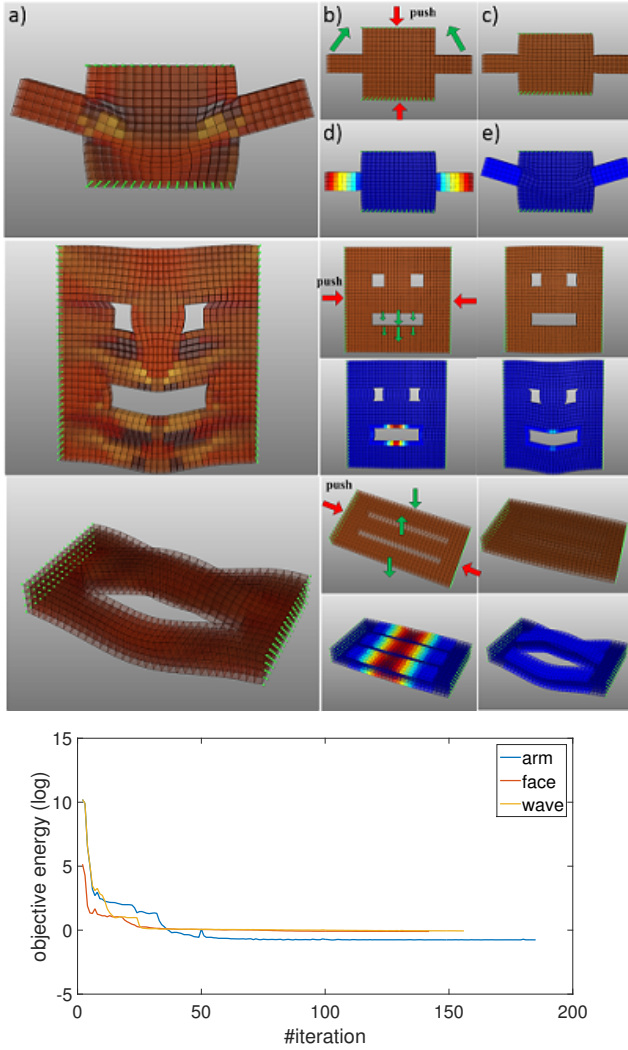 a)
b)
push
c)
d)
e)
push
push
15
10
5
0
-5
objective energy (log)
arm
face
wave
0
50
100
150
200
#iteration